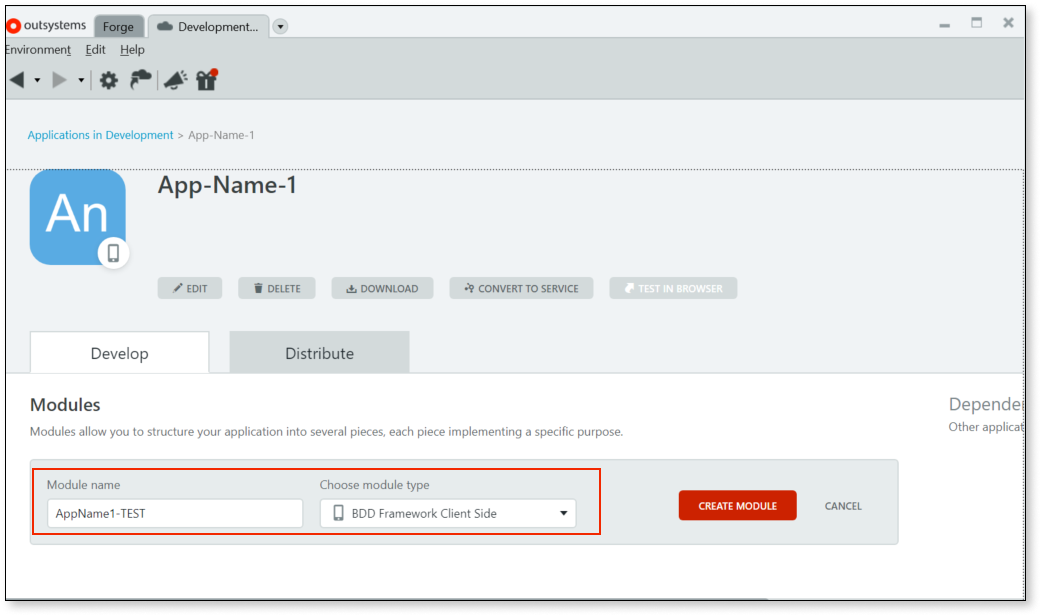 outsystems Forge Development...
Environment Edit Help
Applications in Development > App-Name-1
An
App-Name-1
EDIT DELETE DOWNLOAD CONVERT TO SERVICE TEST IN BROWSER
Develop Distribute
Modules
Depende
Modules allow you to structure your application into several pieces, each piece implementing a specific purpose.
Other applicat
Module name Choose module type
AppName1-TEST BDD Framework Client Side CREATE MODULE CANCEL